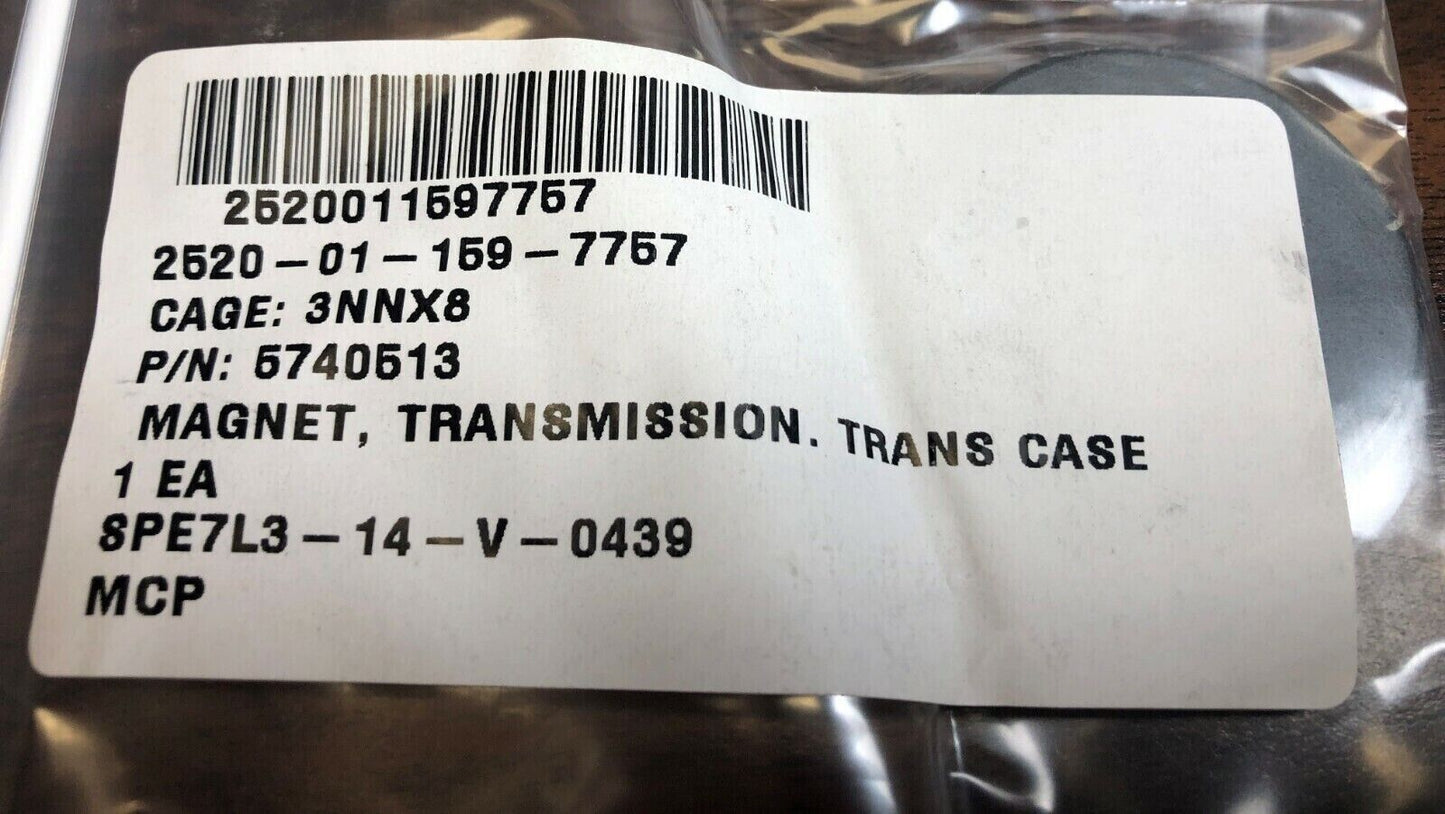 2520011597757
2520-01-159-7757
CAGE: 3NNX8
P/N: 5740513
MAGNET, TRANSMISSION. TRANS CASE
1 EA
SPE7L3-14-V-0439
MCP